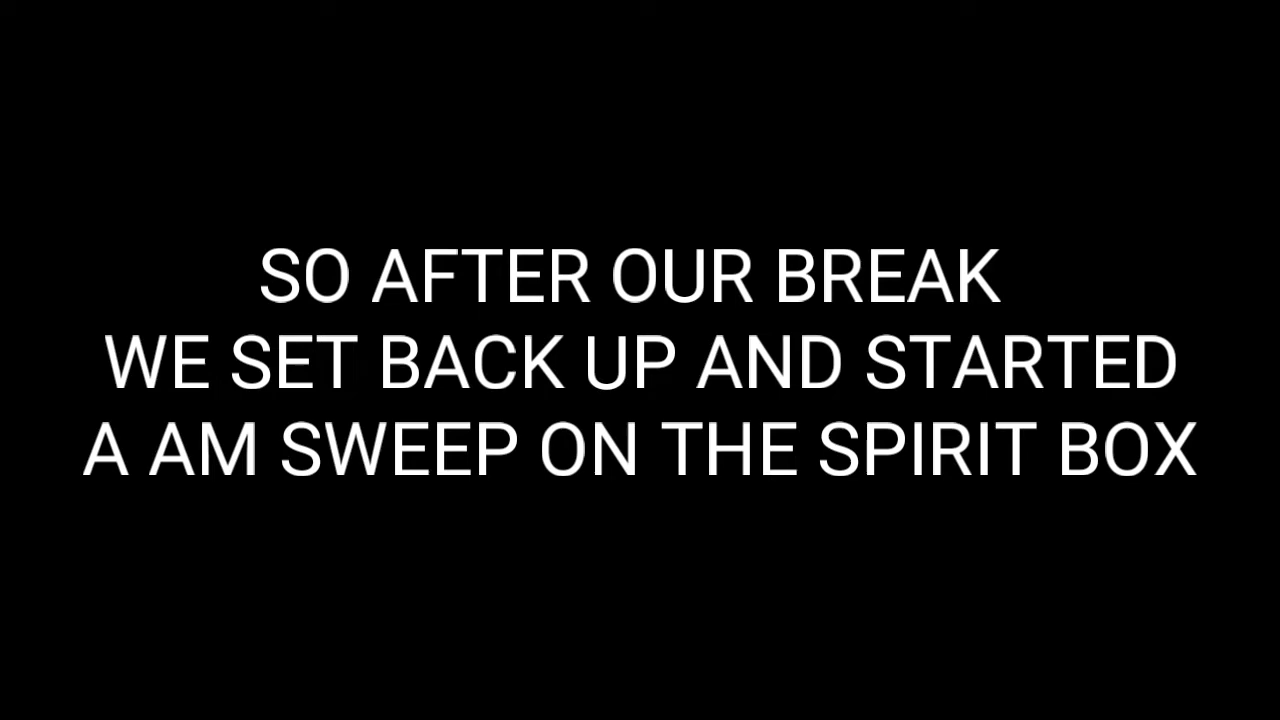 SO AFTER OUR BREAK
WE SET BACK UP AND STARTED
A AM SWEEP ON THE SPIRIT BOX